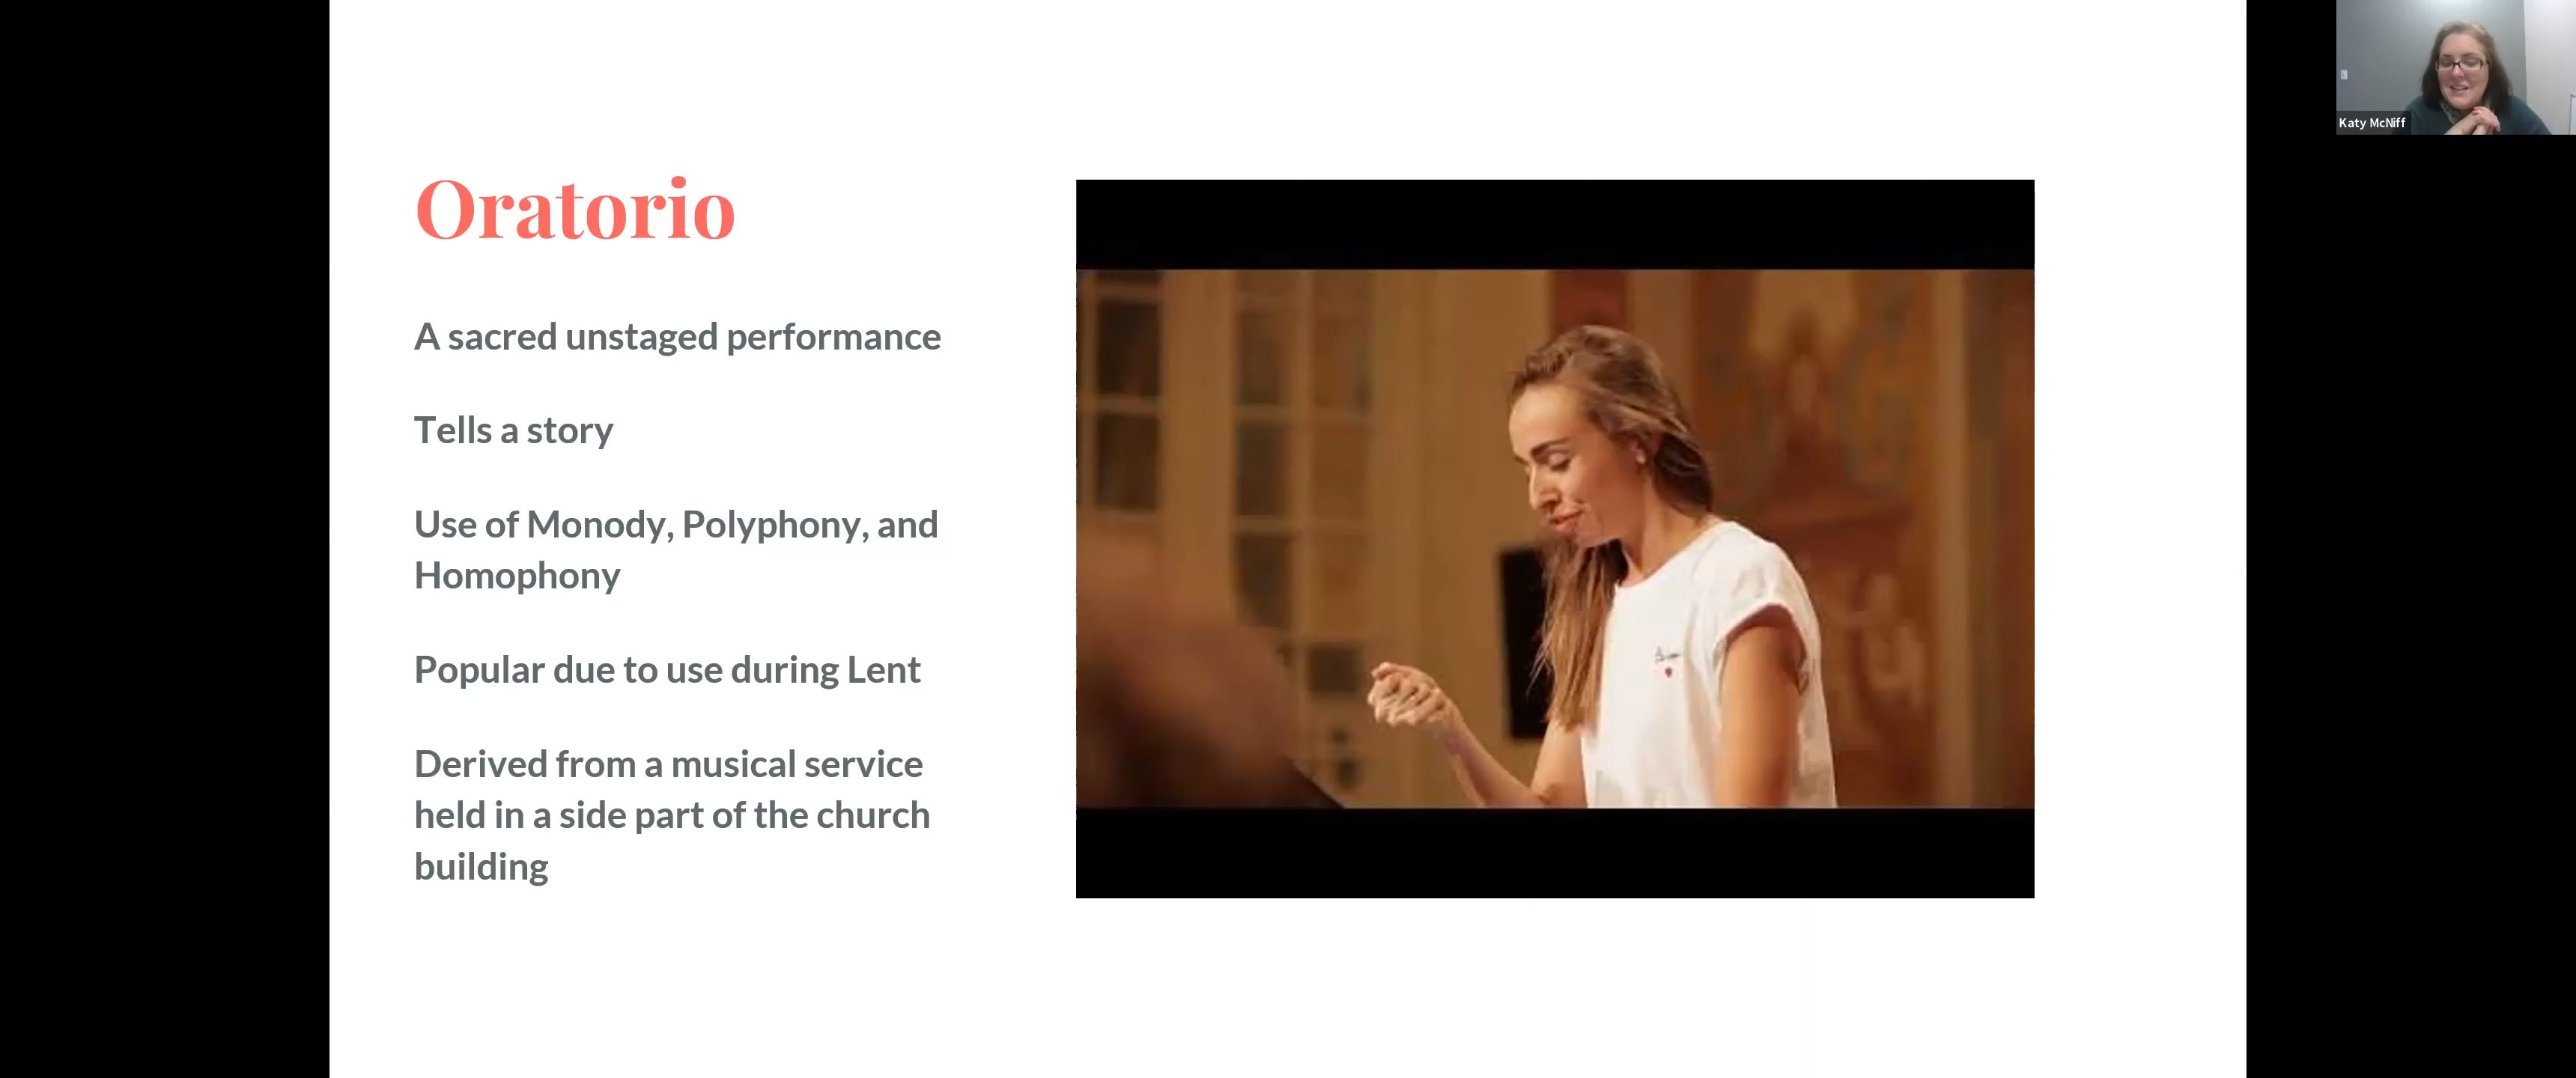 Oratorio
A sacred unstaged performance
Tells a story
Use of Monody, Polyphony, and
Homophony
Popular due to use during Lent
Derived from a musical service
held in a side part of the church
building
Katy McNiff